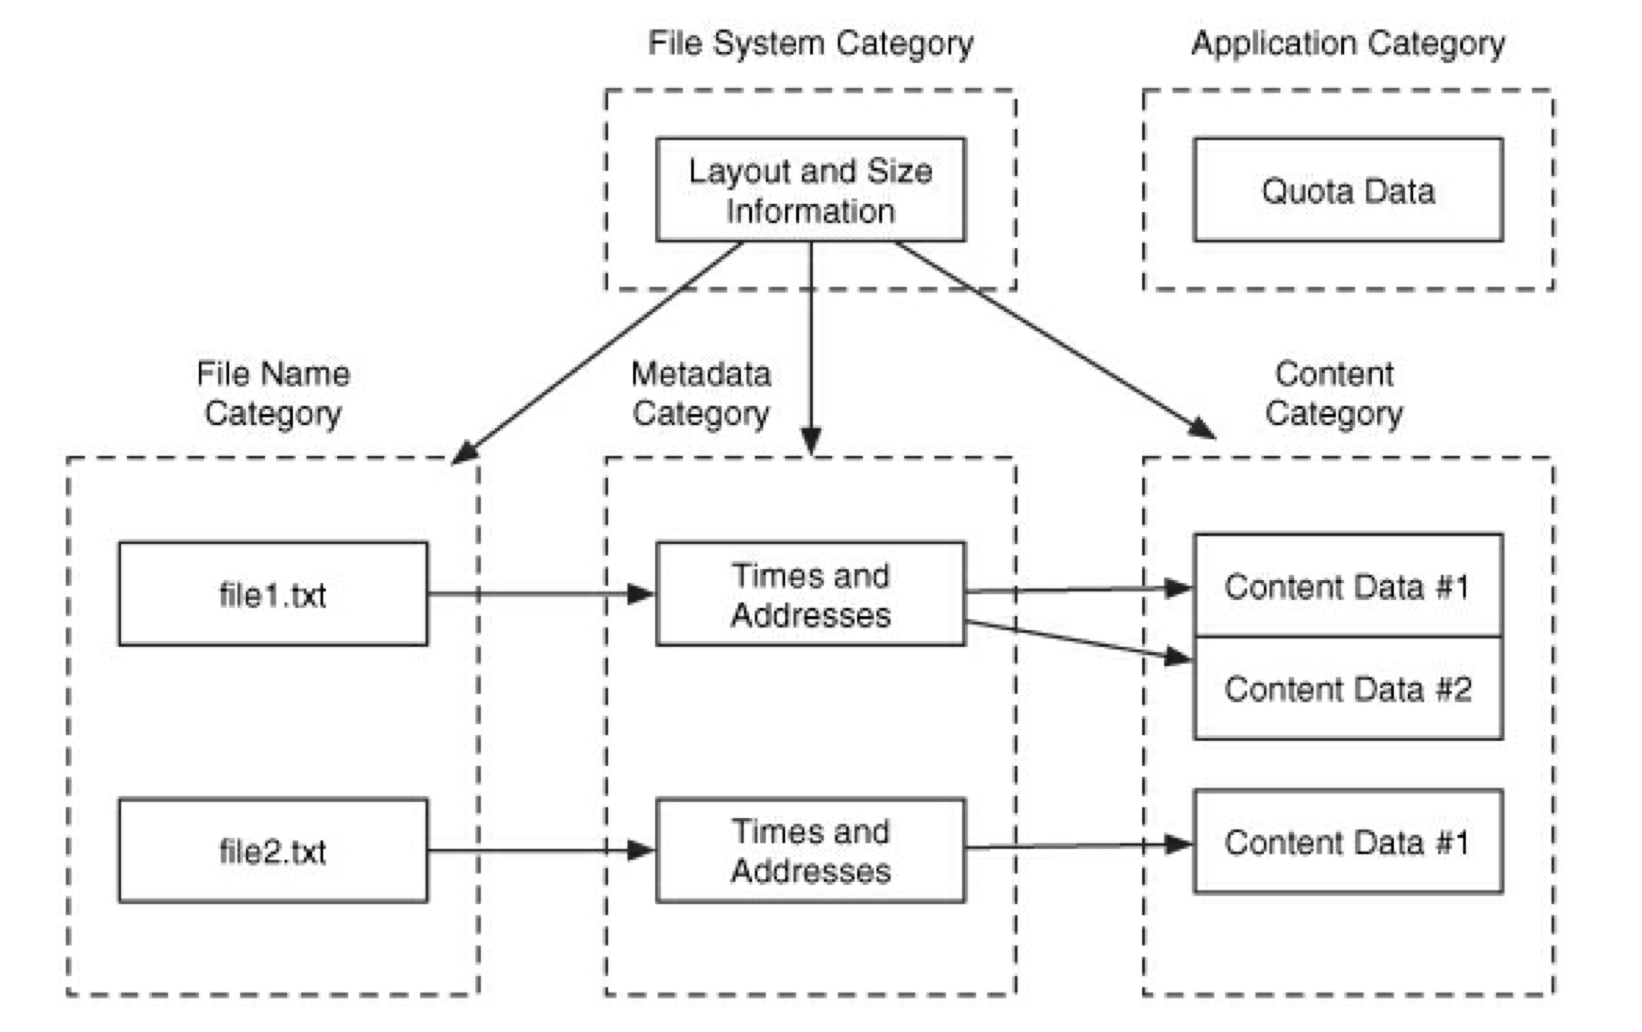 File System Category
Application Category
Layout and Size
Information
Quota Data
File Name
Category
Metadata
Category
Content
Category
file1.txt
Times and
Addresses
Content Data #1
Content Data #2
file2.txt
Times and
Addresses
Content Data #1